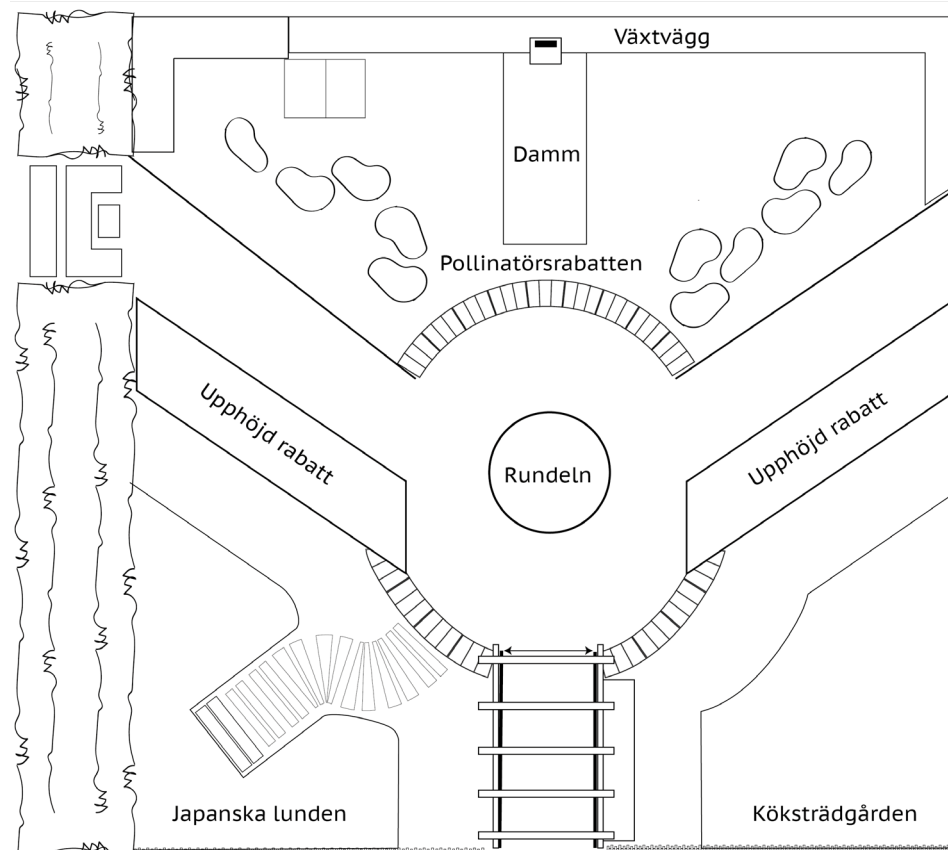 Växtvägg
Damm
Pollinatörsrabatten
Upphöjd rabatt
Upphöjd rabatt
Rundeln
Japanska lunden
Köksträdgården